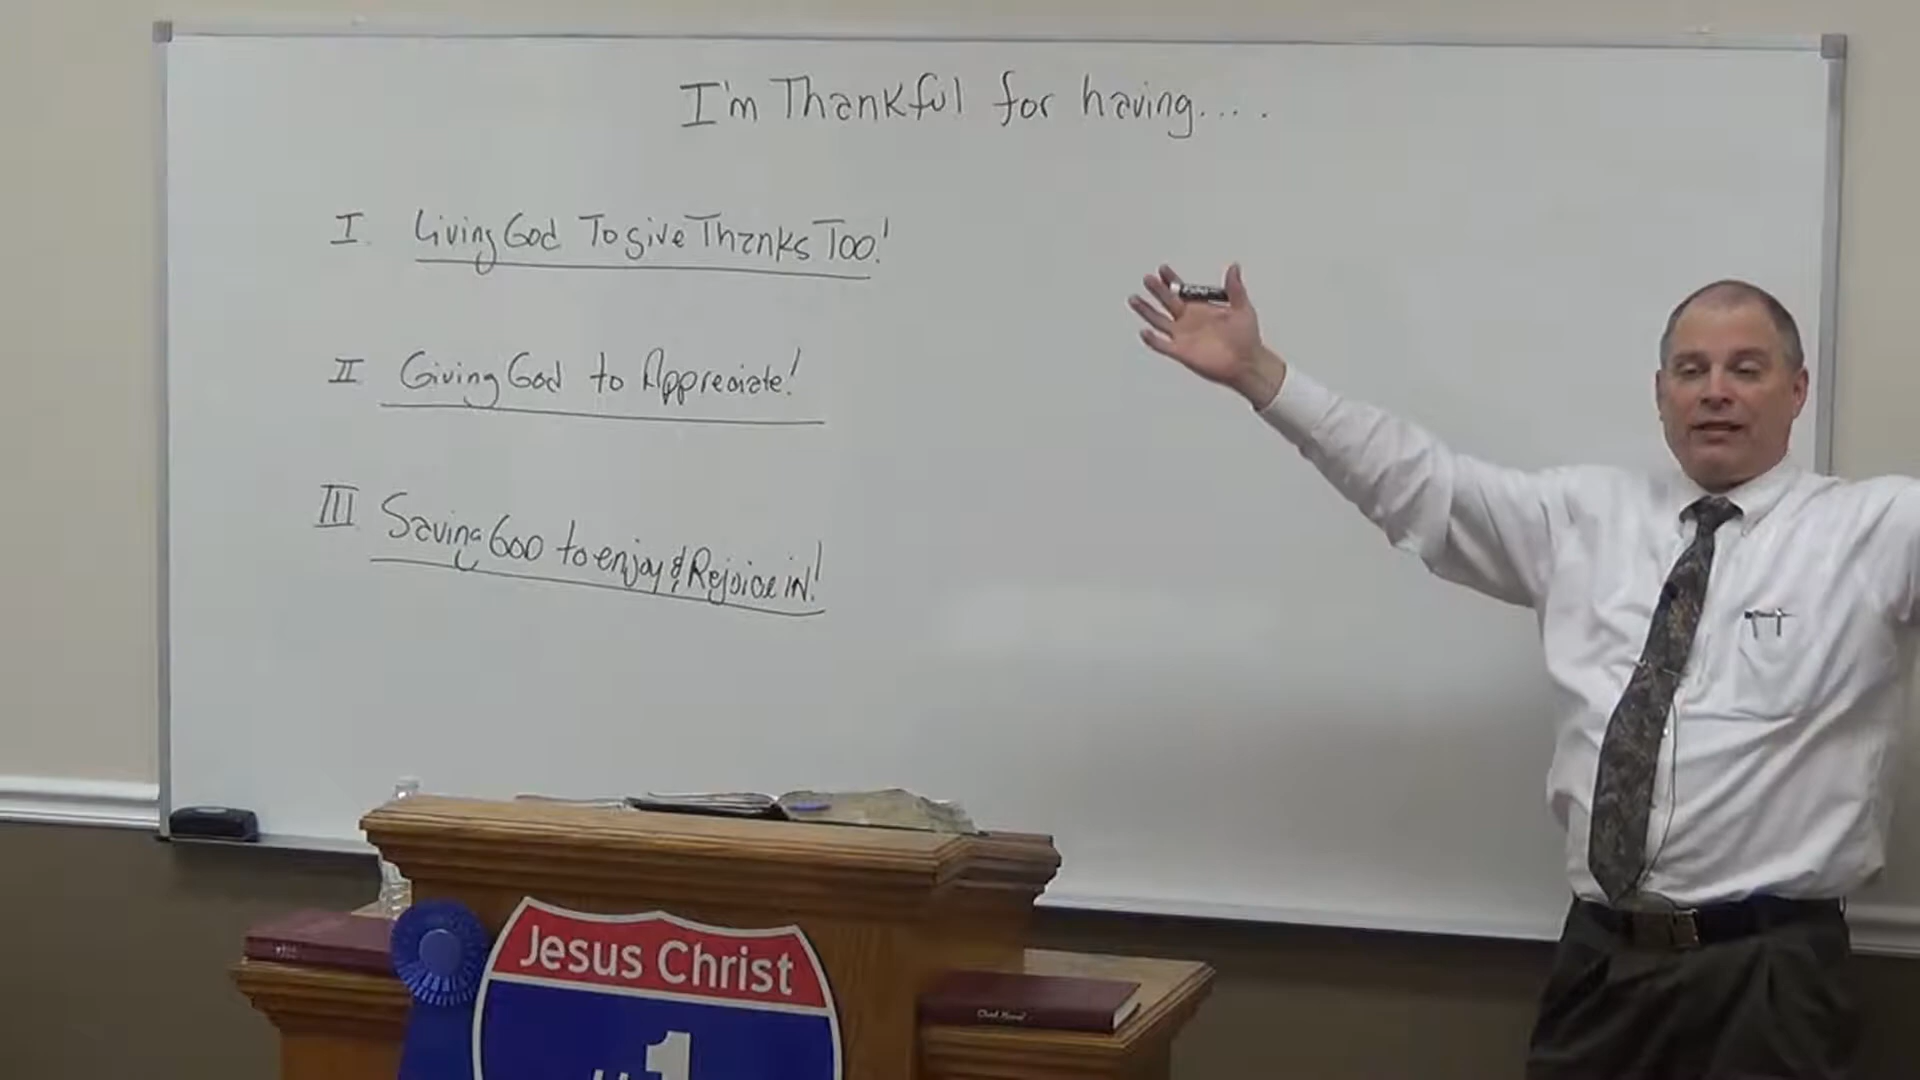 I'm Thankful for having....
I. Living God To give Thanks Too!
II Giving God to Appreciate!
III Saving GOD to enjoy & Rejoice iN!
Jesus Christ
#1